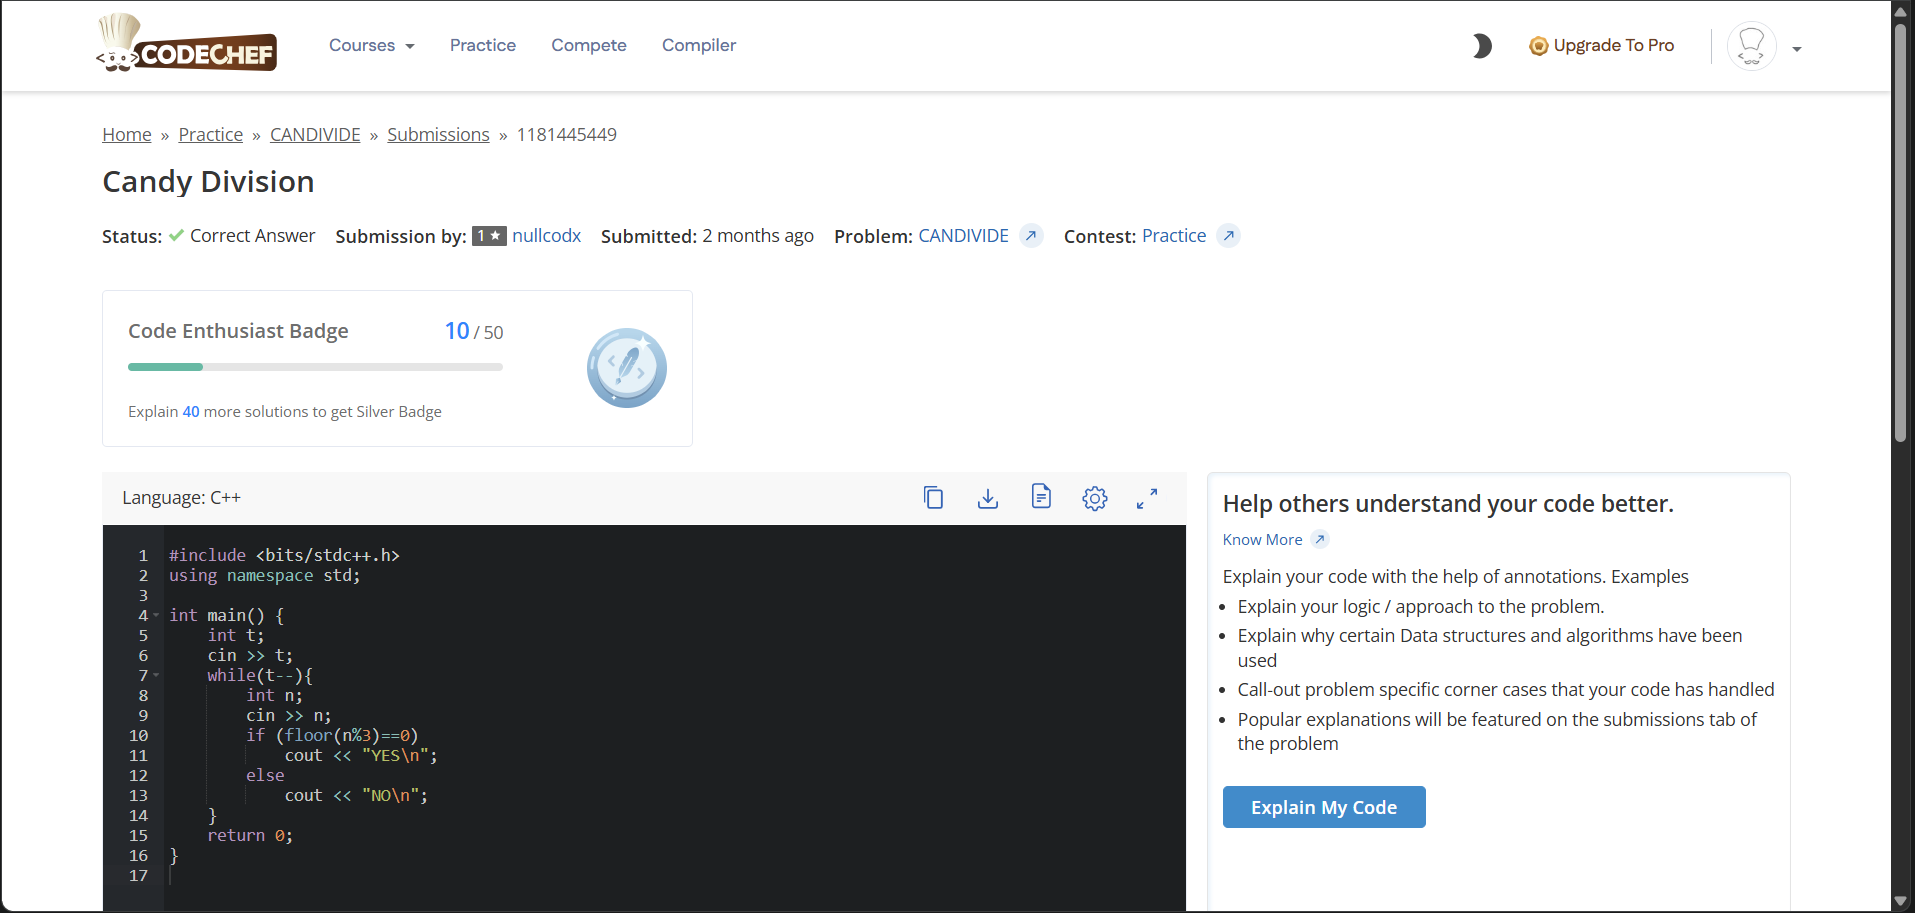 CODECHEF
Courses Practice Compete Compiler Upgrade To Pro
Home » Practice » CANDIVIDE » Submissions » 1181445449
Candy Division
Status: Correct Answer Submission by: 1★ nullcodx Submitted: 2 months ago Problem: CANDIVIDE Contest: Practice
Code Enthusiast Badge 10 / 50
Explain 40 more solutions to get Silver Badge
Language: C++
1 #include <bits/stdc++.h>
2 using namespace std;
3
4 int main() {
5     int t;
6     cin >> t;
7     while(t--){
8         int n;
9         cin >> n;
10         if (floor(n%3)==0)
11             cout << "YES\n";
12         else
13             cout << "NO\n";
14     }
15     return 0;
16 }
17
Help others understand your code better.
Know More
Explain your code with the help of annotations. Examples
• Explain your logic / approach to the problem.
• Explain why certain Data structures and algorithms have been
used
• Call-out problem specific corner cases that your code has handled
• Popular explanations will be featured on the submissions tab of
the problem
Explain My Code